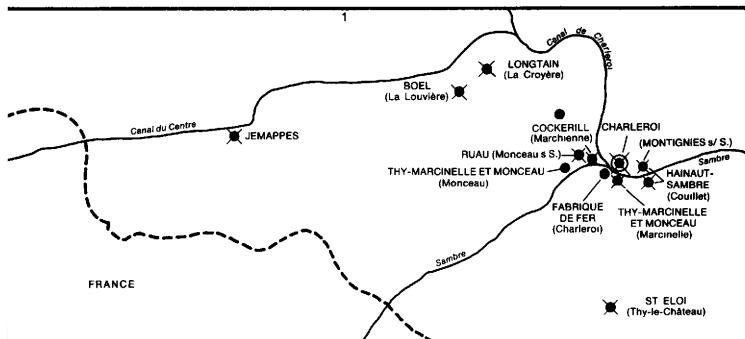 1
Canal de Charleroi
LONGTAIN
(La Croyère)
BOEL
(La Louvière)
Canal du Centre
JEMAPPES
COCKERILL
(Marchienne)
CHARLEROI
(MONTIGNIES s/ S.)
Sambre
RUAU (Monceau s S.)
THY-MARCINELLE ET MONCEAU
(Monceau)
HAINAUT-
SAMBRE
(Couillet)
FABRIQUE
DE FER
(Charleroi)
THY-MARCINELLE
ET MONCEAU
(Marcinelle)
Sambre
FRANCE
ST ELOI
(Thy-le-Château)